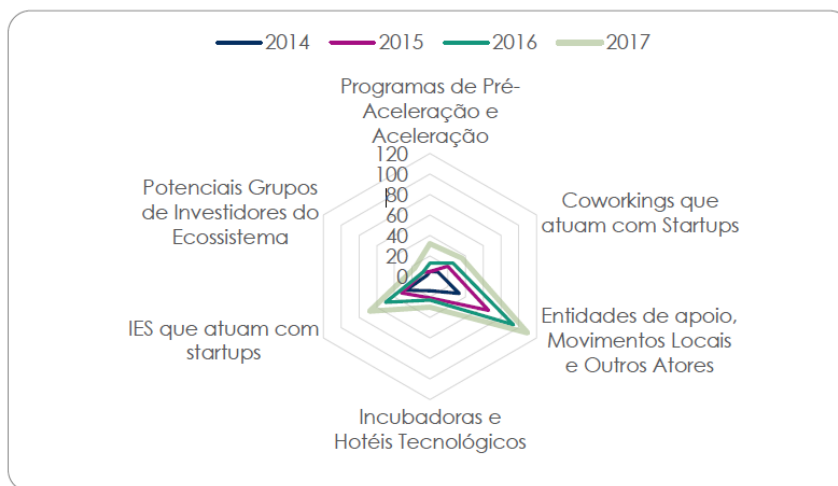 2014 2015 2016 2017
Programas de Pré-
Aceleração e
Aceleração
120
100
80
60
40
20
0
Potenciais Grupos
de Investidores do
Ecossistema
Coworkings que
atuam com Startups
IES que atuam com
startups
Entidades de apoio,
Movimentos Locais
e Outros Atores
Incubadoras e
Hotéis Tecnológicos